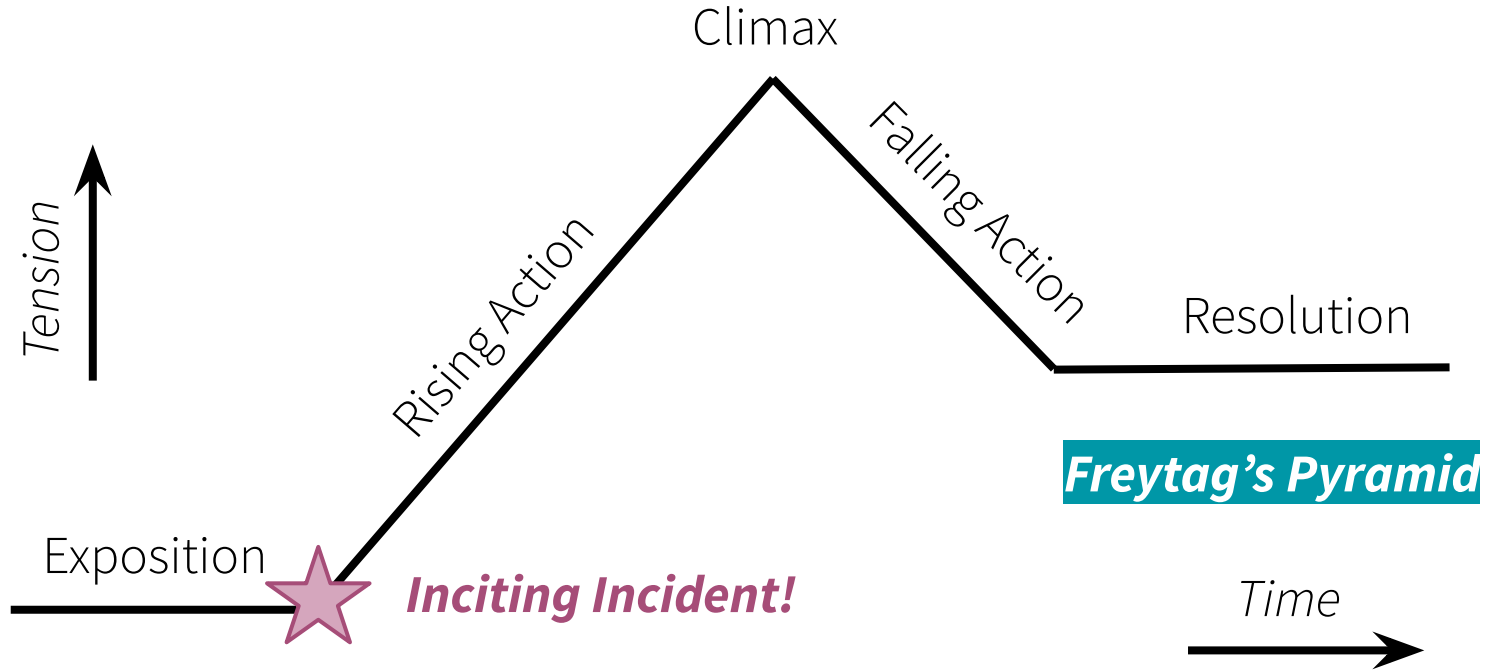 Climax
Falling Action
Tension
Rising Action
Resolution
Freytag’s Pyramid
Exposition
Inciting Incident!
Time